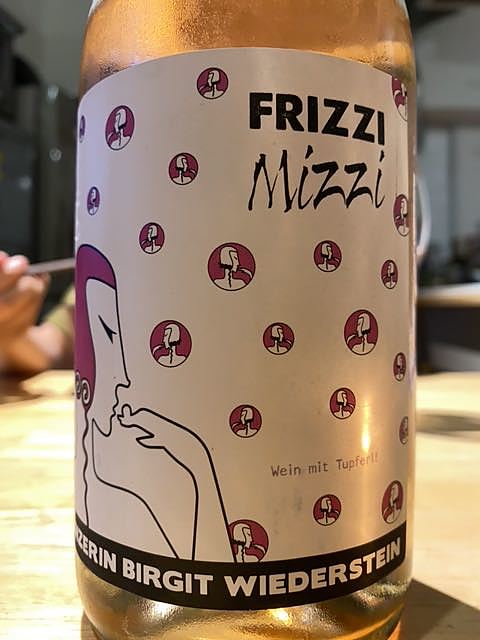 FRIZZI
Mizzi
Wein mit Tupferl!
ZERIN BIRGIT WIEDERSTEIN